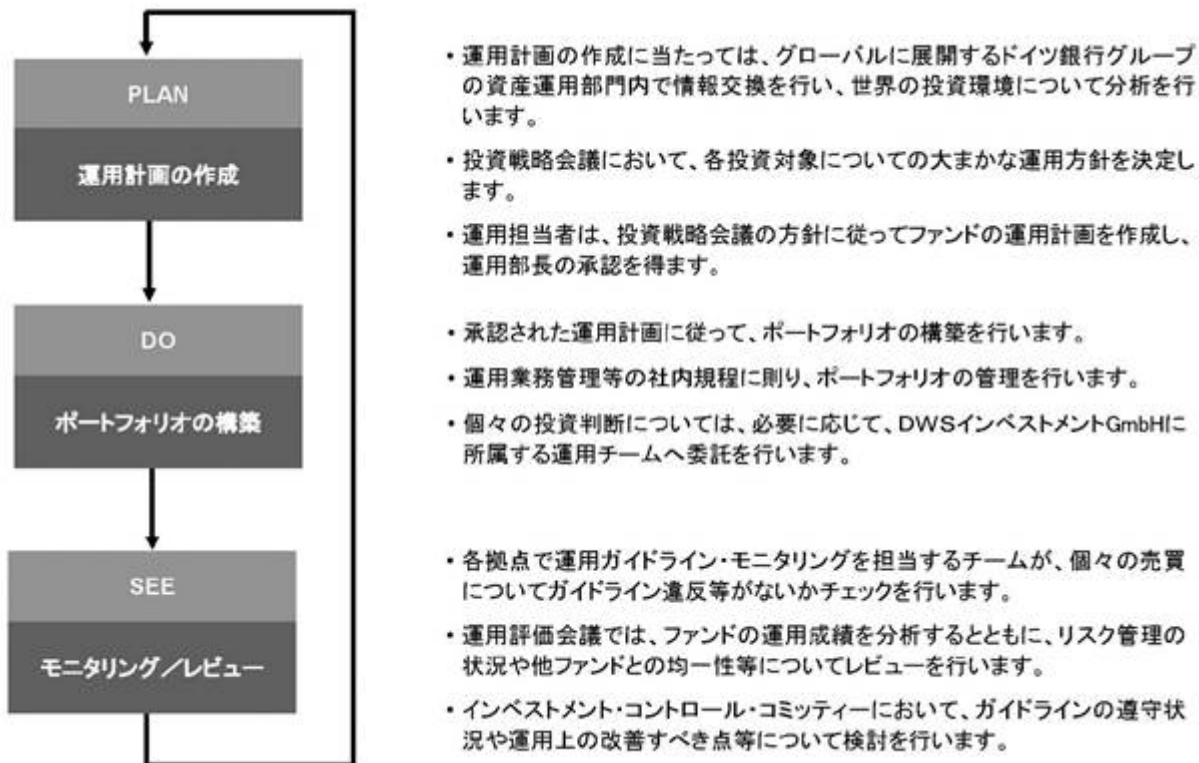 PLAN
運用計画の作成
・運用計画の作成に当たっては、グローバルに展開するドイツ銀行グループ
の資産運用部門内で情報交換を行い、世界の投資環境について分析を行
います。
・投資戦略会議において、各投資対象についての大まかな運用方針を決定し
ます。
・運用担当者は、投資戦略会議の方針に従ってファンドの運用計画を作成し、
運用部長の承認を得ます。
DO
ポートフォリオの構築
・承認された運用計画に従って、ポートフォリオの構築を行います。
・運用業務管理等の社内規程に則り、ポートフォリオの管理を行います。
・個々の投資判断については、必要に応じて、DWSインベストメントGmbHに
所属する運用チームへ委託を行います。
SEE
モニタリング／レビュー
・各拠点で運用ガイドライン・モニタリングを担当するチームが、個々の売買
についてガイドライン違反等がないかチェックを行います。
・運用評価会議では、ファンドの運用成績を分析するとともに、リスク管理の
状況や他ファンドとの均一性等についてレビューを行います。
・インベストメント・コントロール・コミッティーにおいて、ガイドラインの遵守状
況や運用上の改善すべき点等について検討を行います。